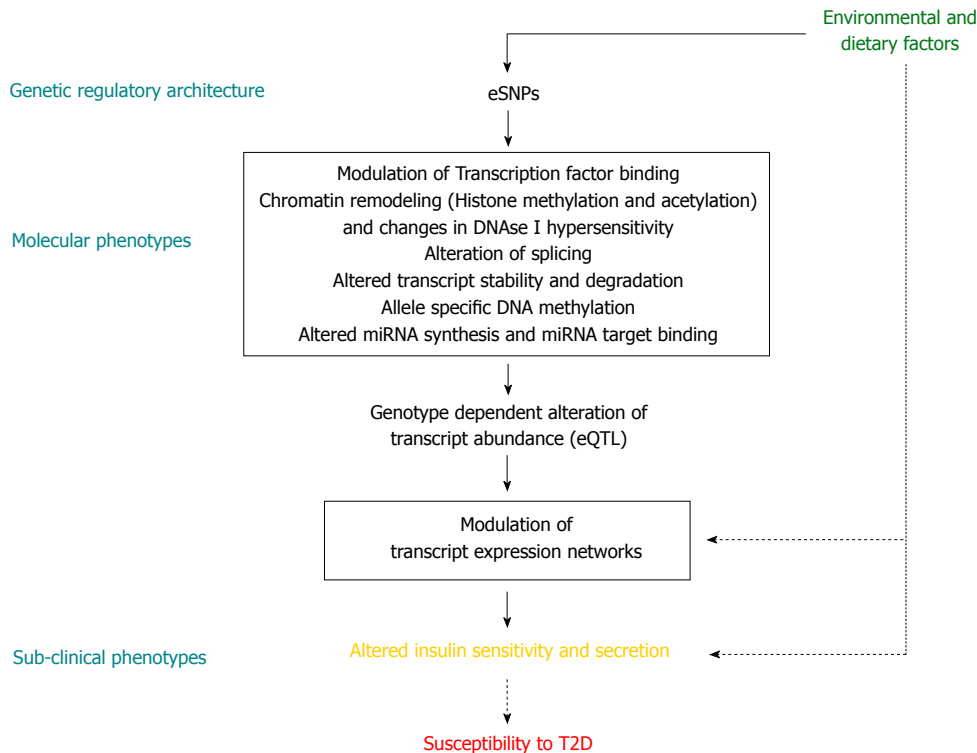 Environmental and
dietary factors
Genetic regulatory architecture
eSNPs
Modulation of Transcription factor binding
Chromatin remodeling (Histone methylation and acetylation)
and changes in DNAse I hypersensitivity
Alteration of splicing
Altered transcript stability and degradation
Allele specific DNA methylation
Altered miRNA synthesis and miRNA target binding
Molecular phenotypes
Genotype dependent alteration of
transcript abundance (eQTL)
Modulation of
transcript expression networks
Sub-clinical phenotypes
Altered insulin sensitivity and secretion
Susceptibility to T2D